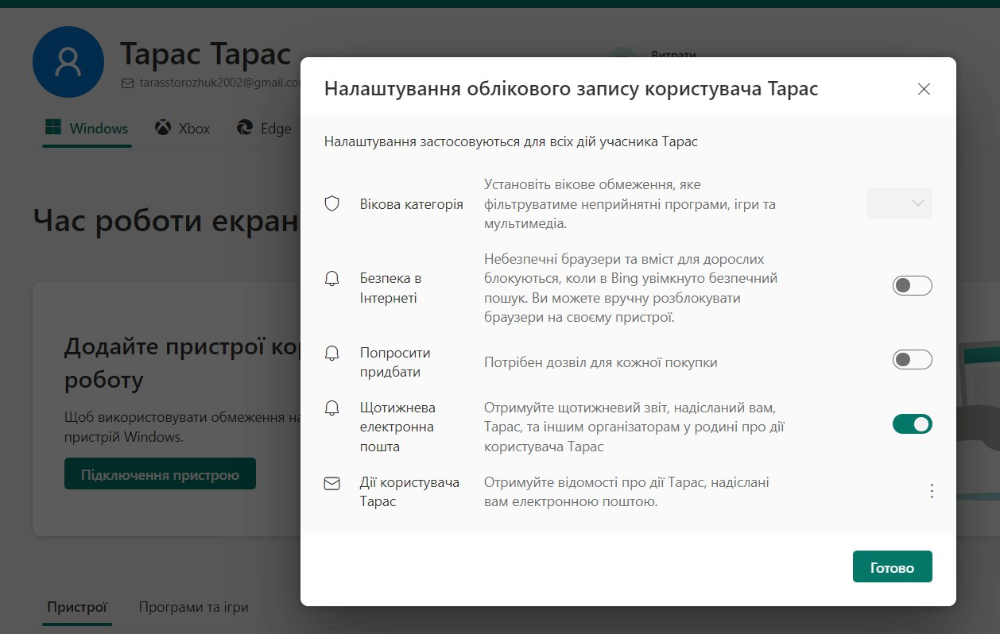 Тарас Тарас
tarasstorozhuk2002@gmail.co
Витрати
Windows
Xbox
Edge
Час роботи екран
Додайте пристрої ко
роботу
Щоб використовувати обмеження на
пристрій Windows.
Підключення пристрою
Пристрої
Програми та ігри
Налаштування облікового запису користувача Тарас
Налаштування застосовуються для всіх дій учасника Тарас
Вікова категорія
Установіть вікове обмеження, яке
фільтруватиме неприйнятні програми, ігри та
мультимедіа.
Безпека в
Інтернеті
Небезпечні браузери та вміст для дорослих
блокуються, коли в Bing увімкнуто безпечний
пошук. Ви можете вручну розблокувати
браузери на своєму пристрої.
Попросити
придбати
Потрібен дозвіл для кожної покупки
Щотижнева
електронна
пошта
Отримуйте щотижневий звіт, надісланий вам,
Тарас, та іншим організаторам у родині про дії
користувача Тарас
Дії користувача
Тарас
Отримуйте відомості про дії Тарас, надіслані
вам електронною поштою.
Готово